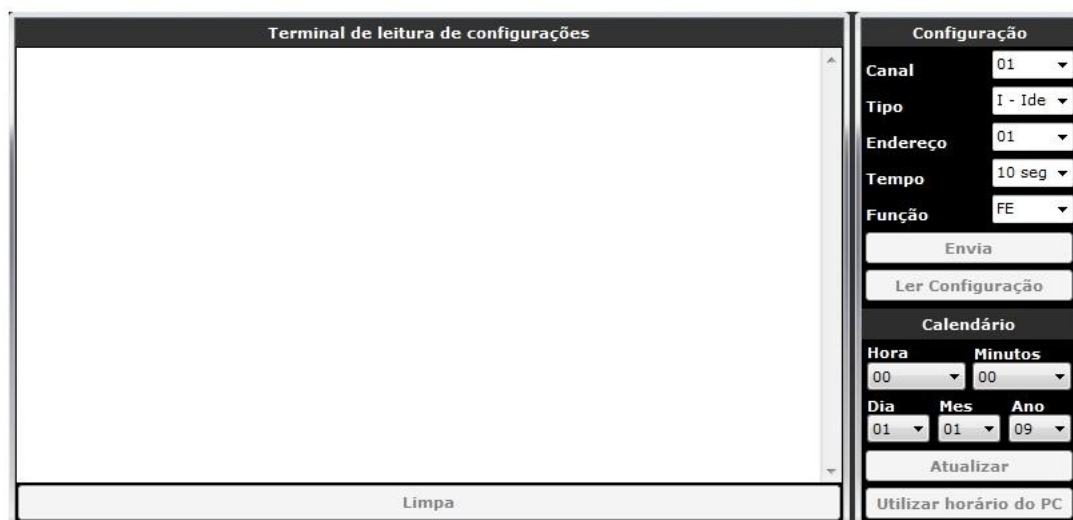 Terminal de leitura de configurações
Limpa
Configuração
Canal 01
Tipo I - Ide
Endereço 01
Tempo 10 seg
Função FE
Envia
Ler Configuração
Calendário
Hora Minutos
00 00
Dia Mes Ano
01 01 09
Atualizar
Utilizar horário do PC